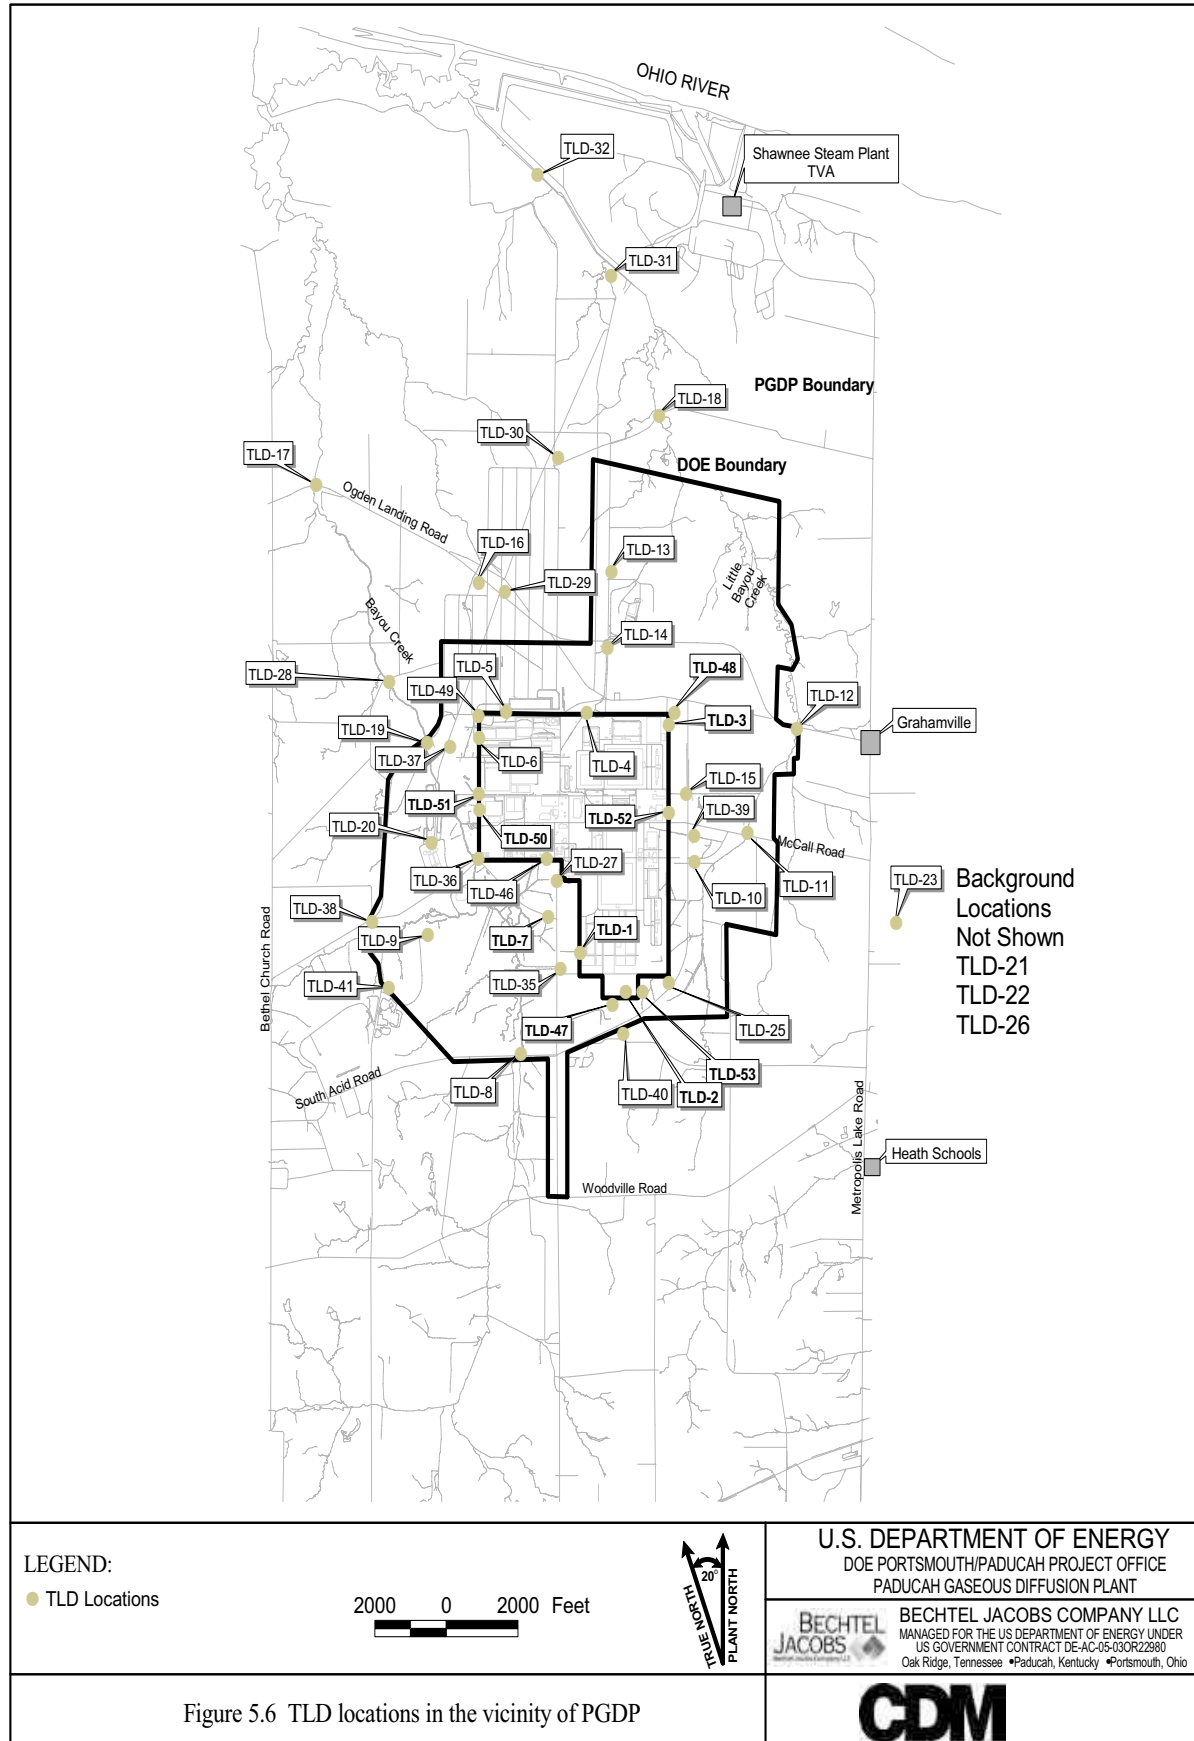 OHIO RIVER
TLD-32
Shawnee Steam Plant
TVA
TLD-31
PGDP Boundary
TLD-18
TLD-30
TLD-17
DOE Boundary
Ogden Landing Road
TLD-16
TLD-13
TLD-29
Little
Bayou
Creek
Bayou Creek
TLD-14
TLD-5
TLD-48
TLD-28
TLD-49
TLD-12
TLD-3
Grahamville
TLD-19
TLD-37
TLD-6
TLD-4
TLD-15
TLD-51
TLD-39
TLD-52
TLD-20
TLD-50
McCall Road
TLD-27
TLD-36
TLD-46
TLD-10
TLD-11
TLD-23
Background
Locations
Not Shown
TLD-21
TLD-22
TLD-26
TLD-38
TLD-9
TLD-7
TLD-1
Bethel Church Road
TLD-41
TLD-35
TLD-47
TLD-25
TLD-53
South Acid Road
TLD-8
TLD-40
TLD-2
Metropolis Lake Road
Heath Schools
Woodville Road
LEGEND:
TLD Locations
2000 0 2000 Feet
20°
TRUE NORTH
PLANT NORTH
U.S. DEPARTMENT OF ENERGY
DOE PORTSMOUTH/PADUCAH PROJECT OFFICE
PADUCAH GASEOUS DIFFUSION PLANT
BECHTEL
JACOBS
Bechtel Jacobs Company LLC
BECHTEL JACOBS COMPANY LLC
MANAGED FOR THE US DEPARTMENT OF ENERGY UNDER
US GOVERNMENT CONTRACT DE-AC-05-03OR22980
Oak Ridge, Tennessee •Paducah, Kentucky •Portsmouth, Ohio
Figure 5.6 TLD locations in the vicinity of PGDP
CDM